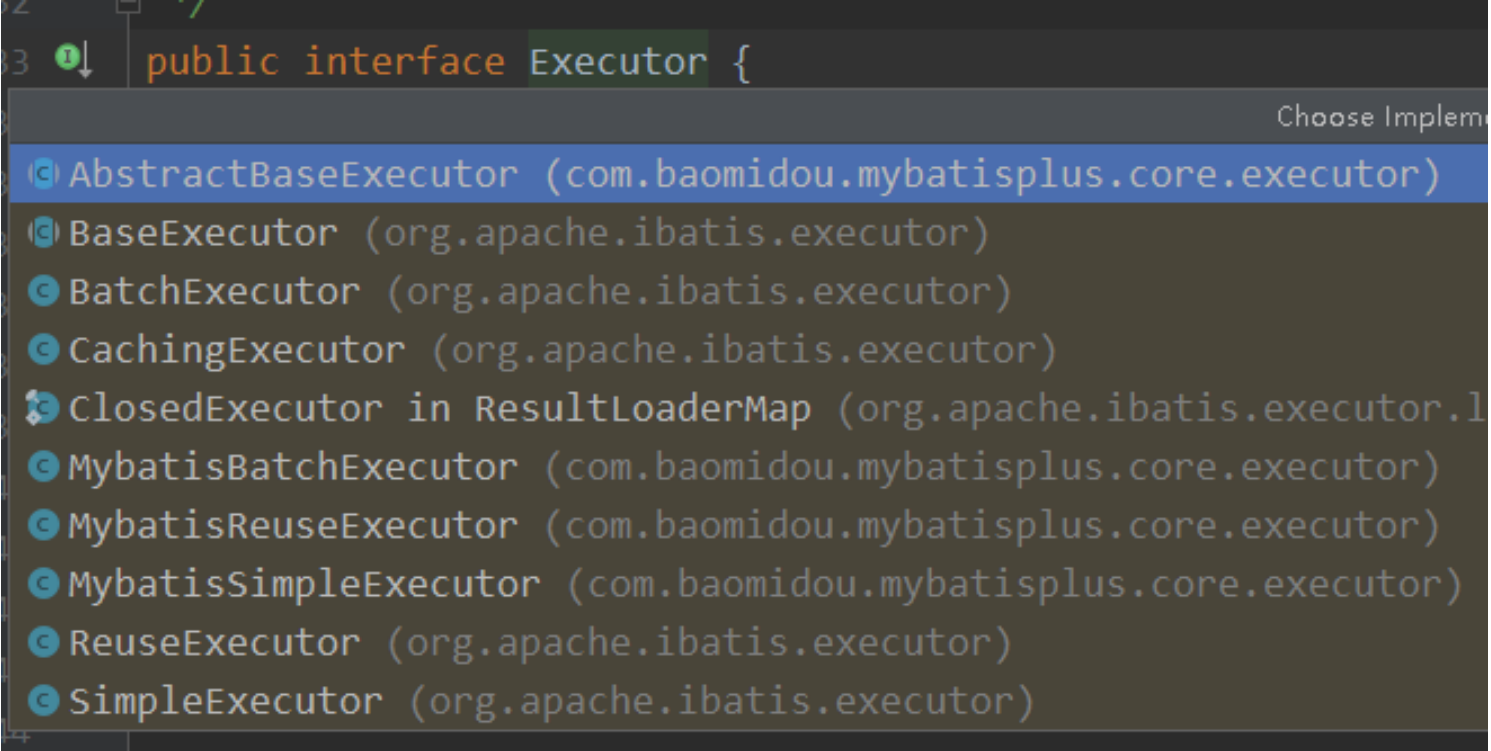 */
33 public interface Executor {
Choose Implem
AbstractBaseExecutor (com.baomidou.mybatisplus.core.executor)
BaseExecutor (org.apache.ibatis.executor)
BatchExecutor (org.apache.ibatis.executor)
CachingExecutor (org.apache.ibatis.executor)
ClosedExecutor in ResultLoaderMap (org.apache.ibatis.executor.l
MybatisBatchExecutor (com.baomidou.mybatisplus.core.executor)
MybatisReuseExecutor (com.baomidou.mybatisplus.core.executor)
MybatisSimpleExecutor (com.baomidou.mybatisplus.core.executor)
ReuseExecutor (org.apache.ibatis.executor)
SimpleExecutor (org.apache.ibatis.executor)